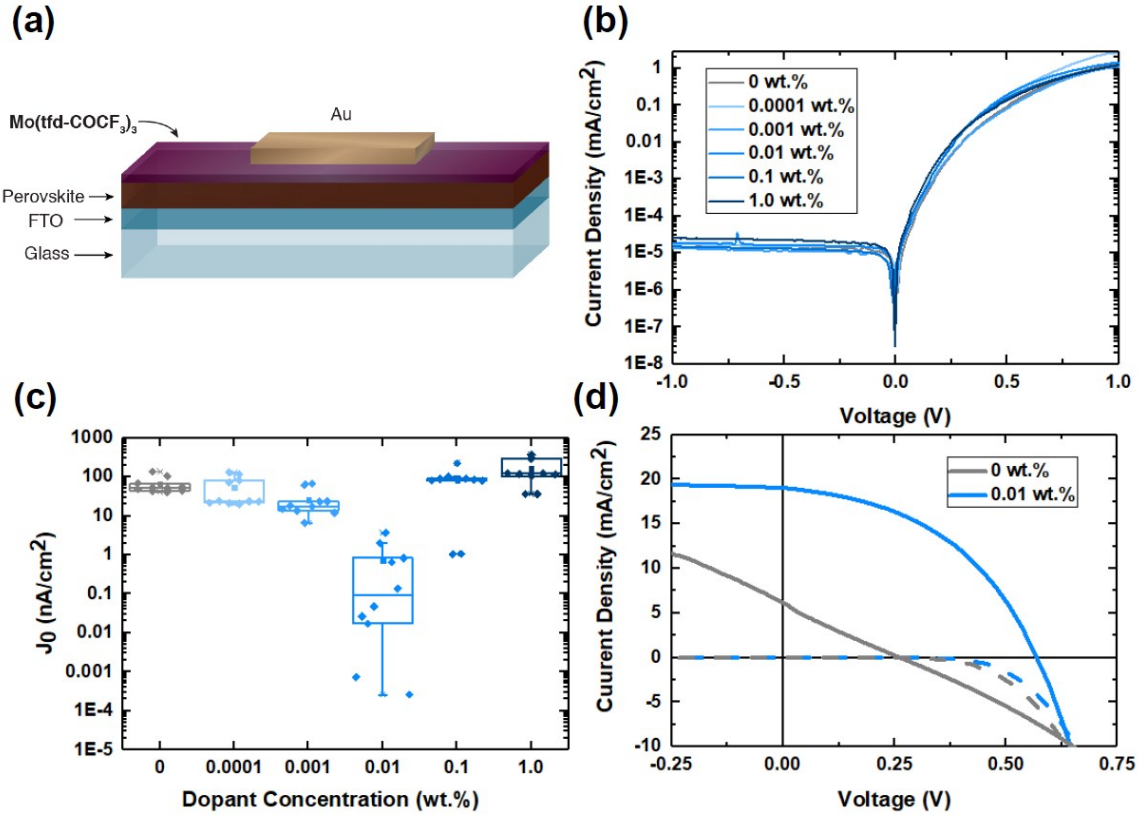 (a)
Au
Mo(tfd-COCF3)3
Perovskite
FTO
Glass
(b)
Current Density (mA/cm2)
1
0.1
0.01
1E-3
1E-4
1E-5
1E-6
1E-7
1E-8
0 wt.%
0.0001 wt.%
0.001 wt.%
0.01 wt.%
0.1 wt.%
1.0 wt.%
-1.0 -0.5 0.0 0.5 1.0
Voltage (V)
(c)
J0 (nA/cm2)
1000
100
10
1
0.1
0.01
0.001
1E-4
1E-5
0 0.0001 0.001 0.01 0.1 1.0
Dopant Concentration (wt.%)
(d)
Cuurent Density (mA/cm2)
25
20
15
10
5
0
-5
-10
0 wt.%
0.01 wt.%
-0.25 0.00 0.25 0.50 0.75
Voltage (V)